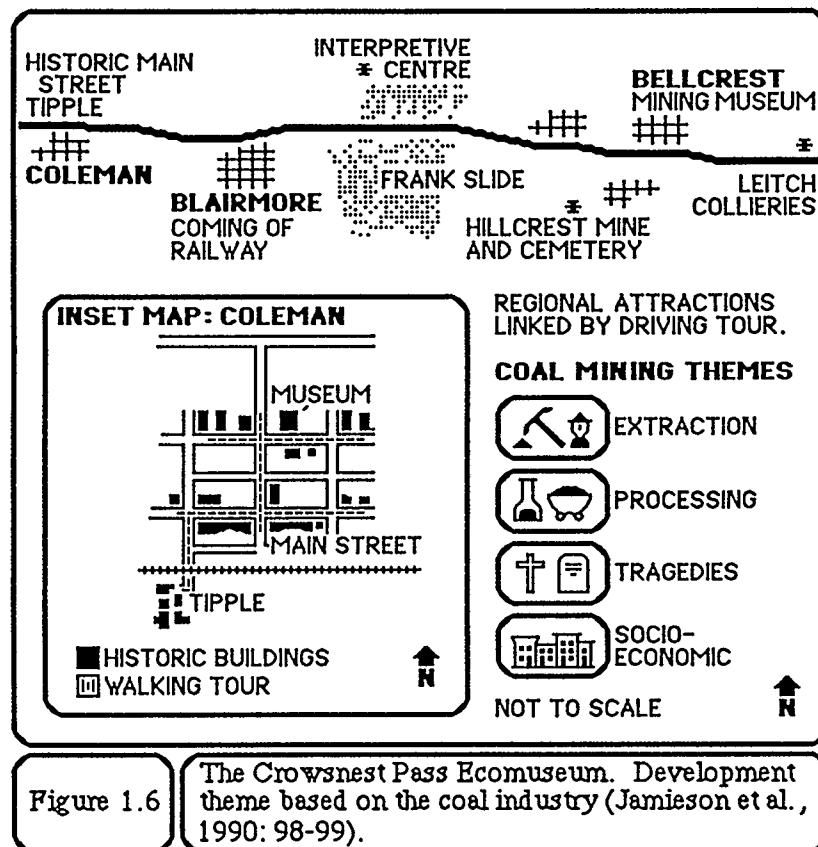 HISTORIC MAIN
STREET
TIPPLE
COLEMAN
BLAIRMORE
COMING OF
RAILWAY
INTERPRETIVE
CENTRE
FRANK SLIDE
HILLCREST MINE
AND CEMETERY
BELLCREST
MINING MUSEUM
LEITCH
COLLIERIES
INSET MAP: COLEMAN
MUSEUM
MAIN STREET
TIPPLE
HISTORIC BUILDINGS
WALKING TOUR
N
REGIONAL ATTRACTIONS
LINKED BY DRIVING TOUR.
COAL MINING THEMES
EXTRACTION
PROCESSING
TRAGEDIES
SOCIO-
ECONOMIC
NOT TO SCALE
N
Figure 1.6
The Crowsnest Pass Ecomuseum. Development
theme based on the coal industry (Jamieson et al.,
1990: 98-99).